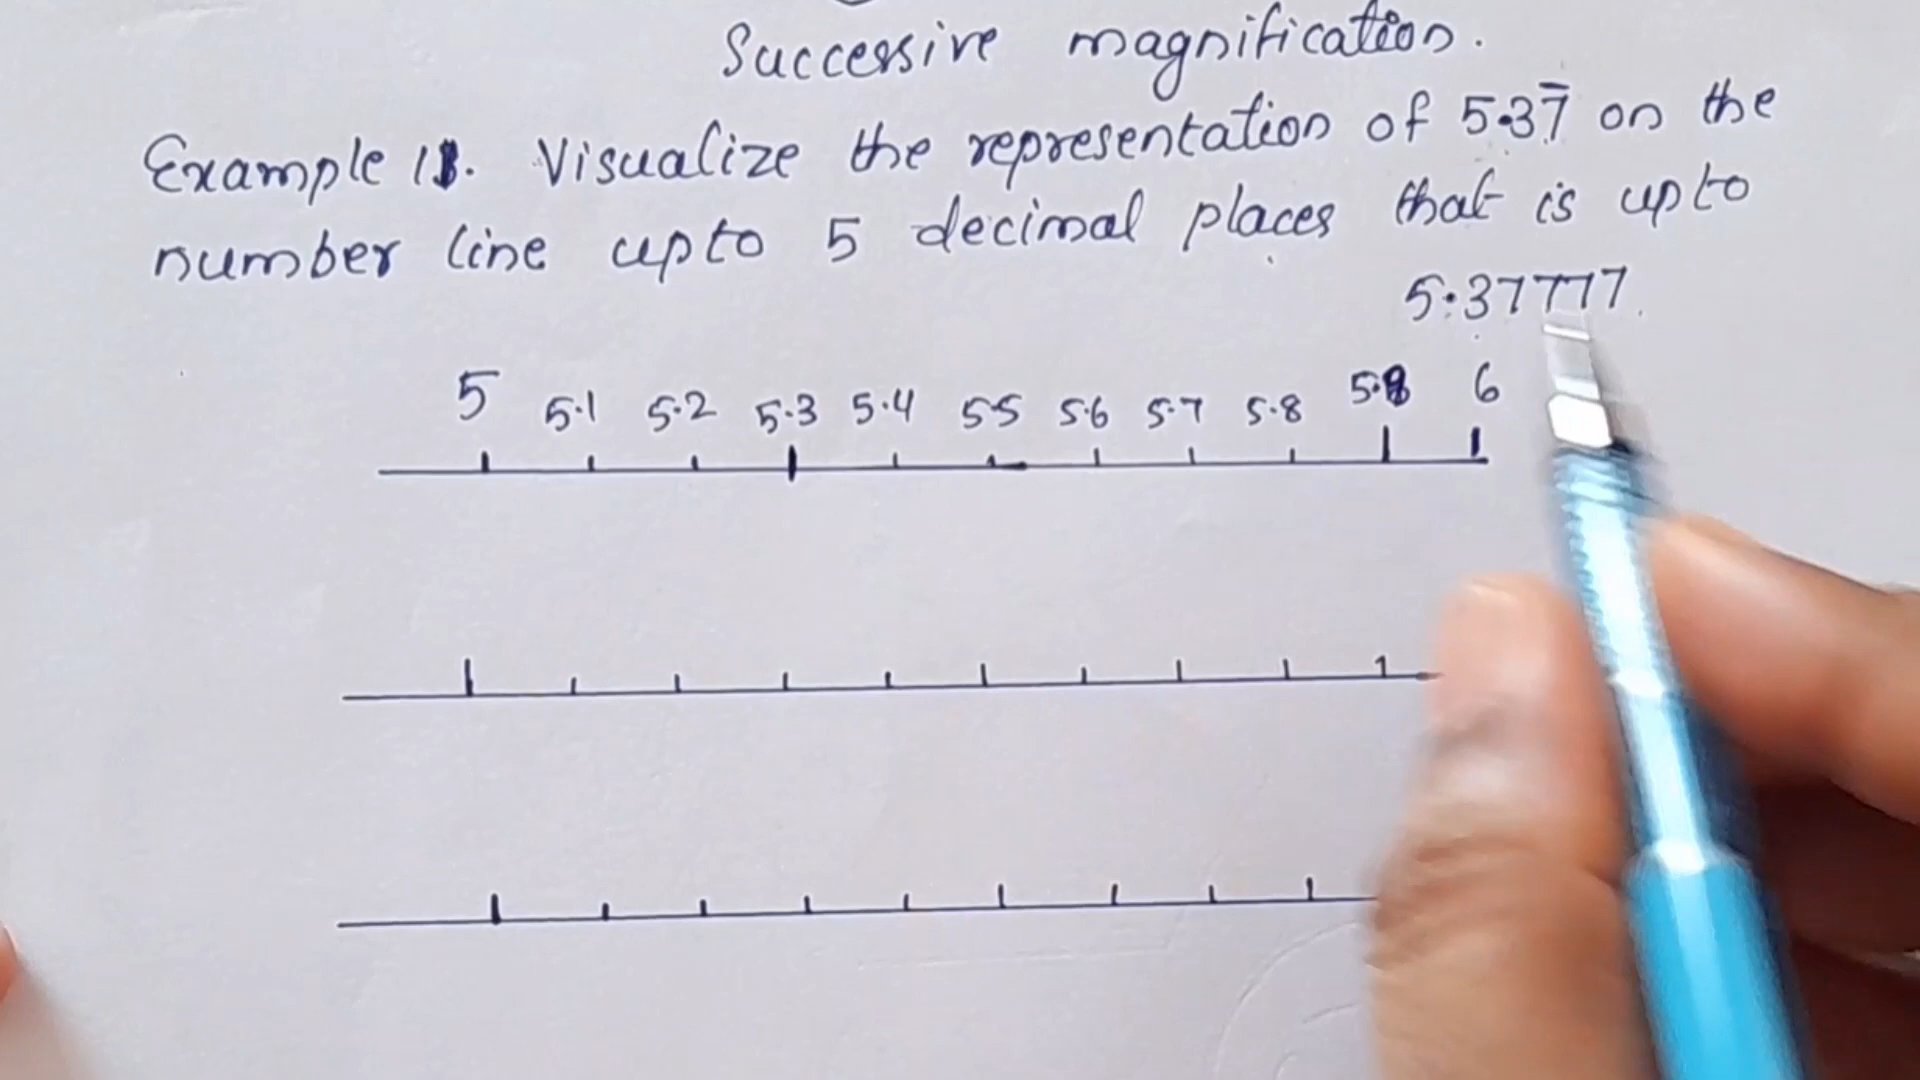 Successive magnification.
Example 11. Visualize the representation of 5.37̅ on the
number line upto 5 decimal places that is upto
5.37777.
5 5.1 5.2 5.3 5.4 5.5 5.6 5.7 5.8 5.9 6